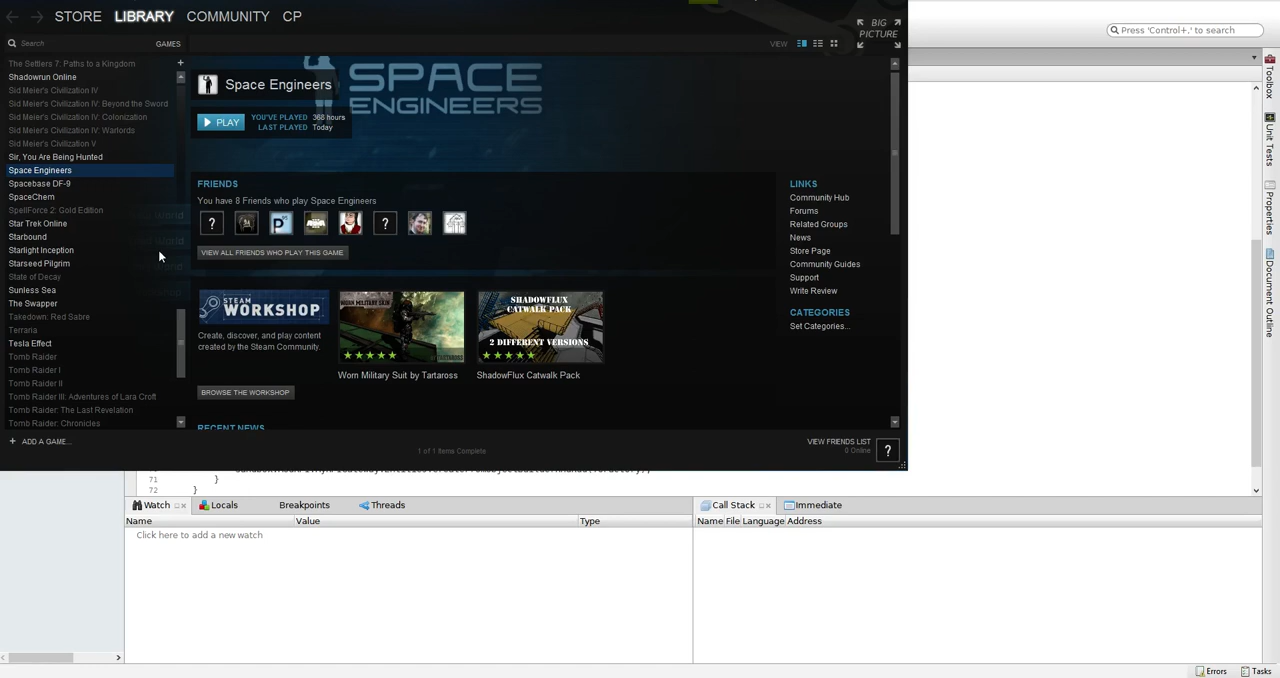 STORE LIBRARY COMMUNITY CP
BIG PICTURE
Press 'Control+,' to search
Search GAMES
VIEW
The Settlers 7: Paths to a Kingdom +
Shadowrun Online
Sid Meier's Civilization IV
Sid Meier's Civilization IV: Beyond the Sword
Sid Meier's Civilization IV: Colonization
Sid Meier's Civilization IV: Warlords
Sid Meier's Civilization V
Sir, You Are Being Hunted
Space Engineers
Spacebase DF-9
SpaceChem
SpellForce 2: Gold Edition
Star Trek Online
Starbound
Starlight Inception
Starseed Pilgrim
State of Decay
Sunless Sea
The Swapper
Takedown: Red Sabre
Terraria
Tesla Effect
Tomb Raider
Tomb Raider I
Tomb Raider II
Tomb Raider III: Adventures of Lara Croft
Tomb Raider: The Last Revelation
Tomb Raider: Chronicles
+ ADD A GAME...
SPACE
ENGINEERS
Space Engineers
PLAY
YOU'VE PLAYED 368 hours
LAST PLAYED Today
FRIENDS
You have 8 Friends who play Space Engineers
VIEW ALL FRIENDS WHO PLAY THIS GAME
STEAM WORKSHOP
Create, discover, and play content
created by the Steam Community.
BROWSE THE WORKSHOP
WORN MILITARY SKIN
Worn Military Suit by Tartaross
SHADOWFLUX
CATWALK PACK
2 DIFFERENT VERSIONS
ShadowFlux Catwalk Pack
RECENT NEWS
LINKS
Community Hub
Forums
Related Groups
News
Store Page
Community Guides
Support
Write Review
CATEGORIES
Set Categories...
1 of 1 Items Complete
VIEW FRIENDS LIST
0 Online
?
Toolbox
Unit Tests
Properties
Document Outline
71 }
72 }
Watch Locals Breakpoints Threads
Name Value Type
Click here to add a new watch
Call Stack Immediate
Name File Language Address
Errors Tasks